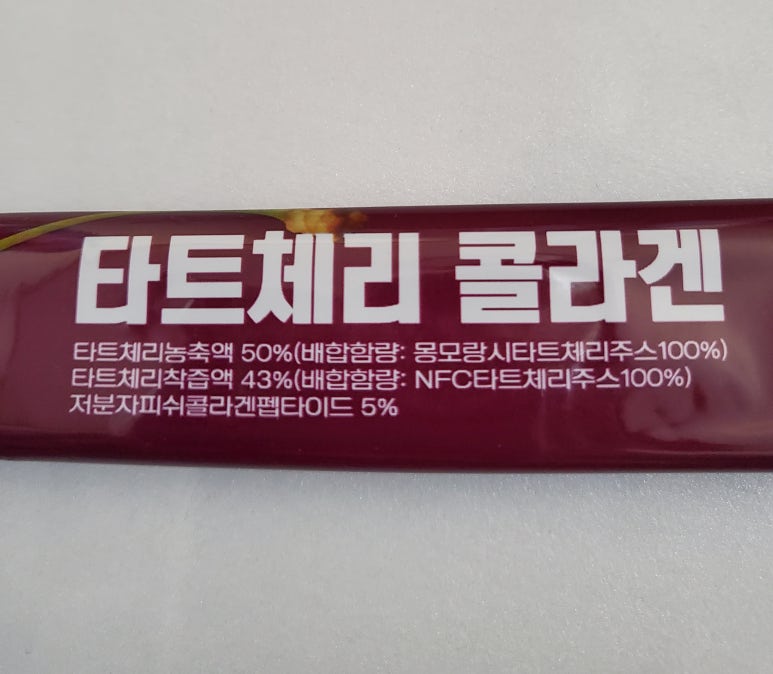 타트체리 콜라겐
타트체리농축액 50%(배합함량: 몽모랑시타트체리주스100%)
타트체리착즙액 43%(배합함량: NFC타트체리주스100%)
저분자피쉬콜라겐펩타이드 5%